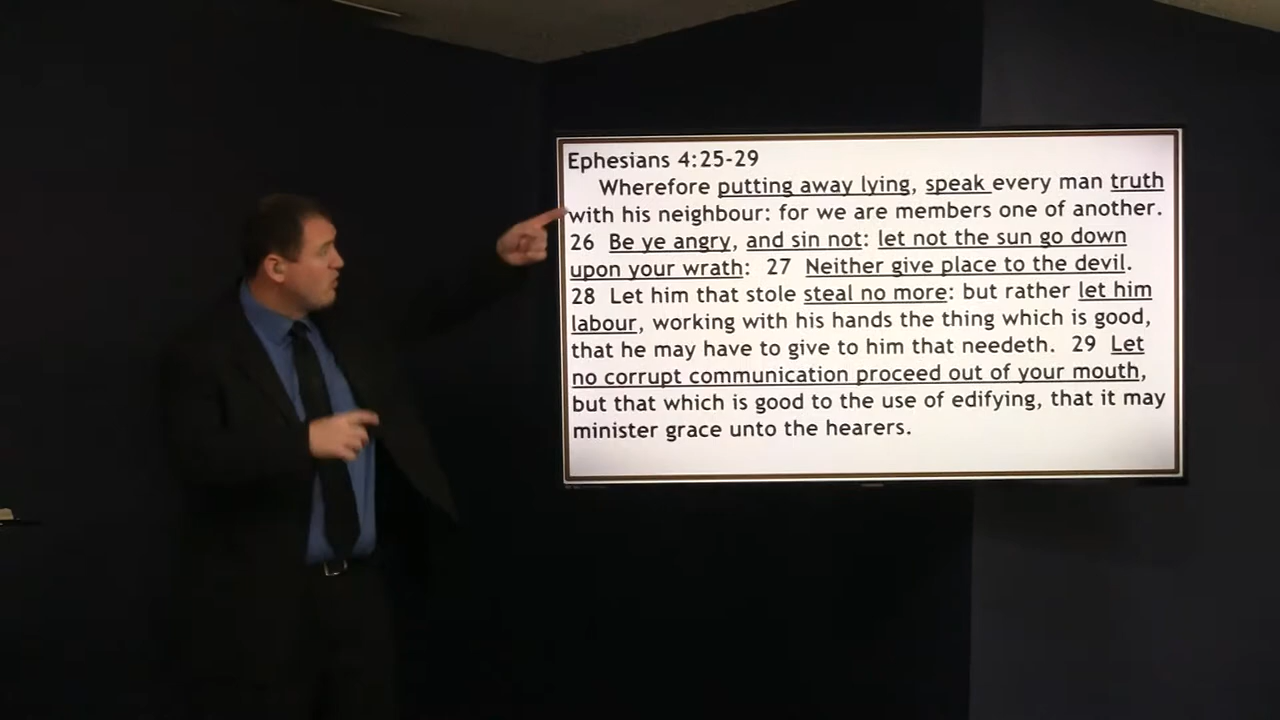 Ephesians 4:25-29
Wherefore putting away lying, speak every man truth
with his neighbour: for we are members one of another.
26 Be ye angry, and sin not: let not the sun go down
upon your wrath: 27 Neither give place to the devil.
28 Let him that stole steal no more: but rather let him
labour, working with his hands the thing which is good,
that he may have to give to him that needeth. 29 Let
no corrupt communication proceed out of your mouth,
but that which is good to the use of edifying, that it may
minister grace unto the hearers.